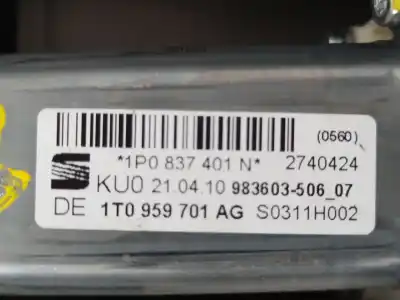 (0560)
*1P0 837 401 N* 2740424
KU0 21.04.10 983603-506_07
DE 1T0 959 701 AG S0311H002